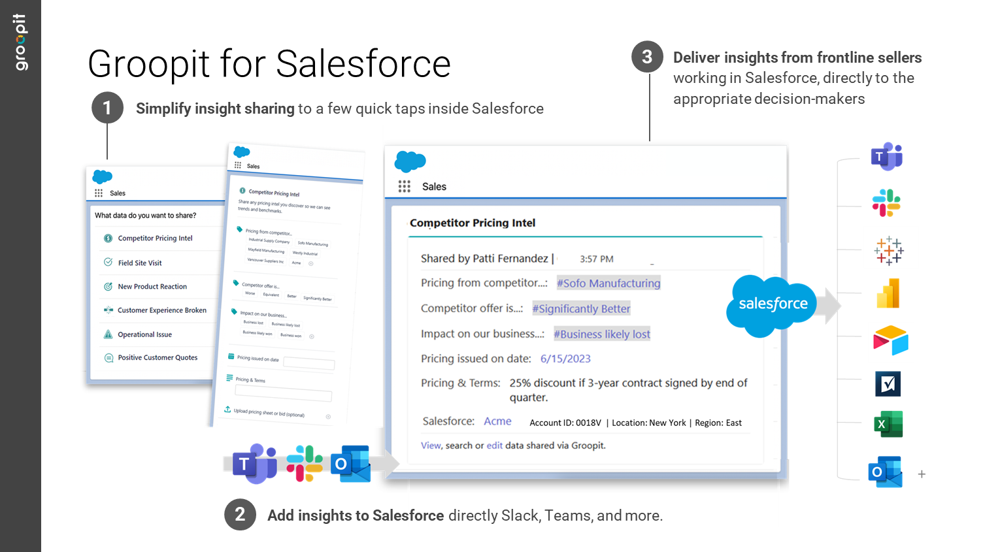 groopit
Groopit for Salesforce
1
Simplify insight sharing to a few quick taps inside Salesforce
3
Deliver insights from frontline sellers
working in Salesforce, directly to the
appropriate decision-makers
Sales
What data do you want to share?
Competitor Pricing Intel
Field Site Visit
New Product Reaction
Customer Experience Broken
Operational Issue
Positive Customer Quotes
Sales
Competitor Pricing Intel
Share any pricing intel you discover so we can see
trends and benchmarks.
Pricing from competitor...
Industrial Supply Company Sofo Manufacturing
Mayfield Manufacturing Westly Industrial
Vancouver Suppliers Inc Acme
Competitor offer is...
Worse Equivalent Better Significantly Better
Impact on our business...
Business lost Business likely lost
Business likely won Business won
Pricing issued on date
Pricing & Terms
Upload pricing sheet or bid (optional)
Sales
Competitor Pricing Intel
Shared by Patti Fernandez | 3:57 PM
Pricing from competitor...: #Sofo Manufacturing
Competitor offer is....: #Significantly Better
Impact on our business...: #Business likely lost
Pricing issued on date: 6/15/2023
Pricing & Terms: 25% discount if 3-year contract signed by end of
quarter.
Salesforce: Acme Account ID: 0018V | Location: New York | Region: East
View, search or edit data shared via Groopit.
salesforce
T
T
O
X
O
+
2
Add insights to Salesforce directly Slack, Teams, and more.